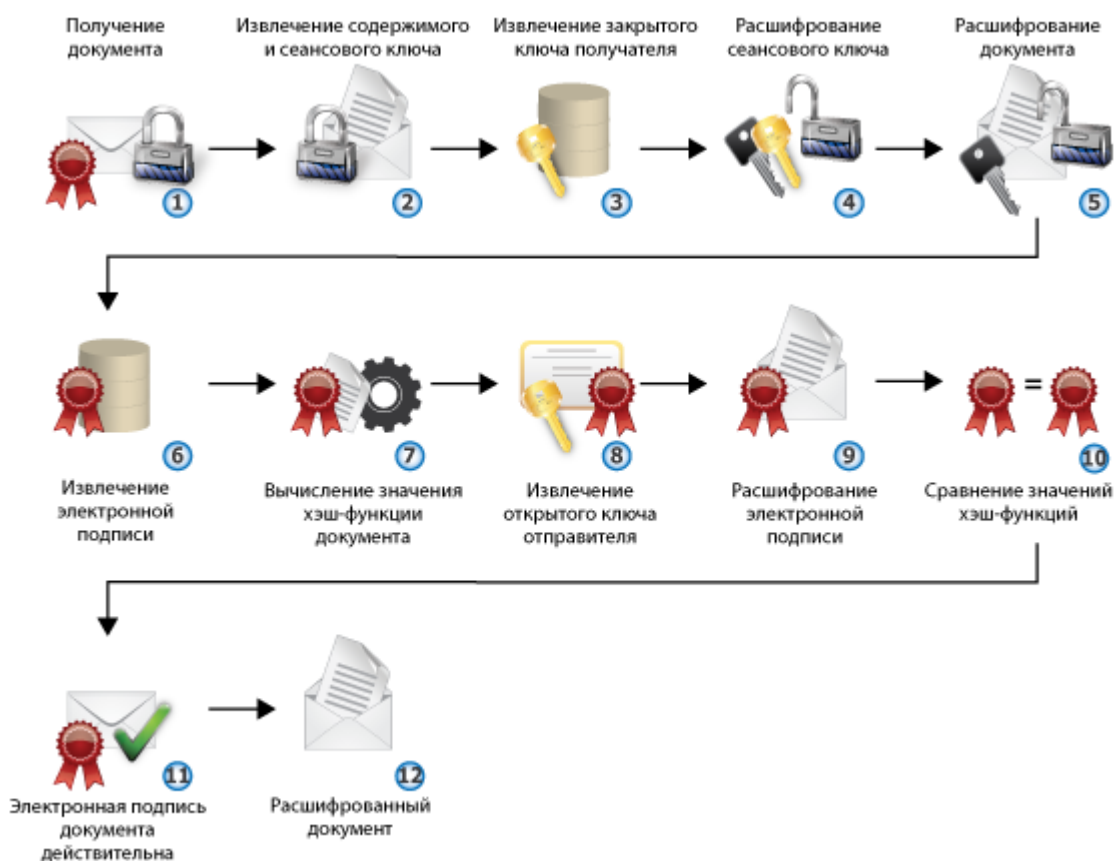 Получение
документа
Извлечение содержимого
и сеансового ключа
Извлечение закрытого
ключа получателя
Расшифрование
сеансового ключа
Расшифрование
документа
1
2
3
4
5
6
7
8
9
=
10
Извлечение
электронной
подписи
Вычисление значения
хэш-функции
документа
Извлечение
открытого ключа
отправителя
Расшифрование
электронной
подписи
Сравнение значений
хэш-функций
11
12
Электронная подпись
документа
действительна
Расшифрованный
документ